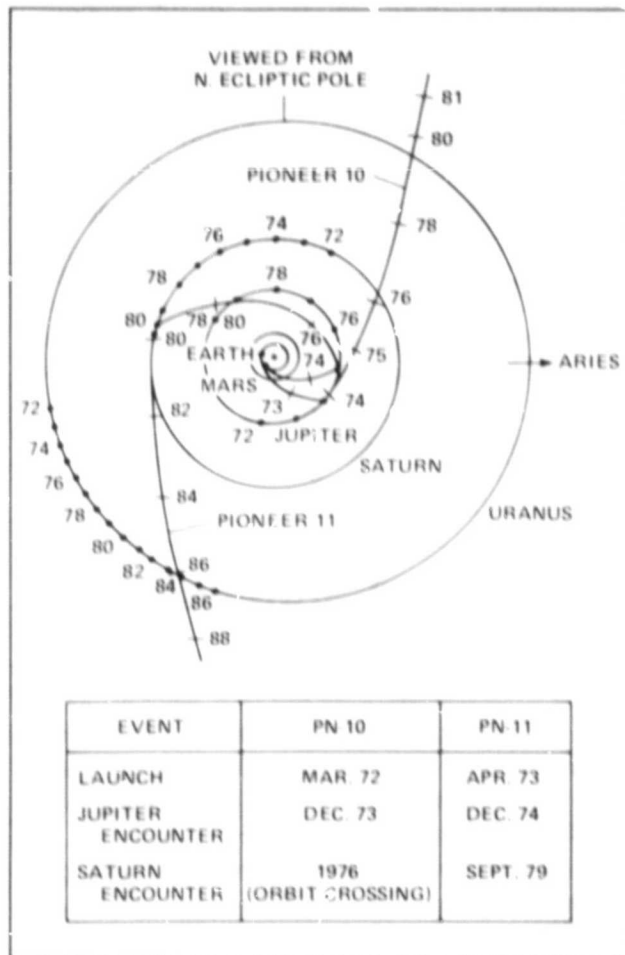 VIEWED FROM
N. ECLIPTIC POLE
81
80
PIONEER 10
78
76
74
72
76
78
78
80
80
78
80
76
76
75
EARTH
74
ARIES
MARS
73
74
72
JUPITER
82
SATURN
72
74
76
78
80
82
84
86
84
PIONEER 11
URANUS
86
88
EVENT PN-10 PN-11
LAUNCH MAR. 72 APR. 73
JUPITER DEC. 73 DEC. 74
ENCOUNTER
SATURN 1976 SEPT. 79
ENCOUNTER (ORBIT CROSSING)